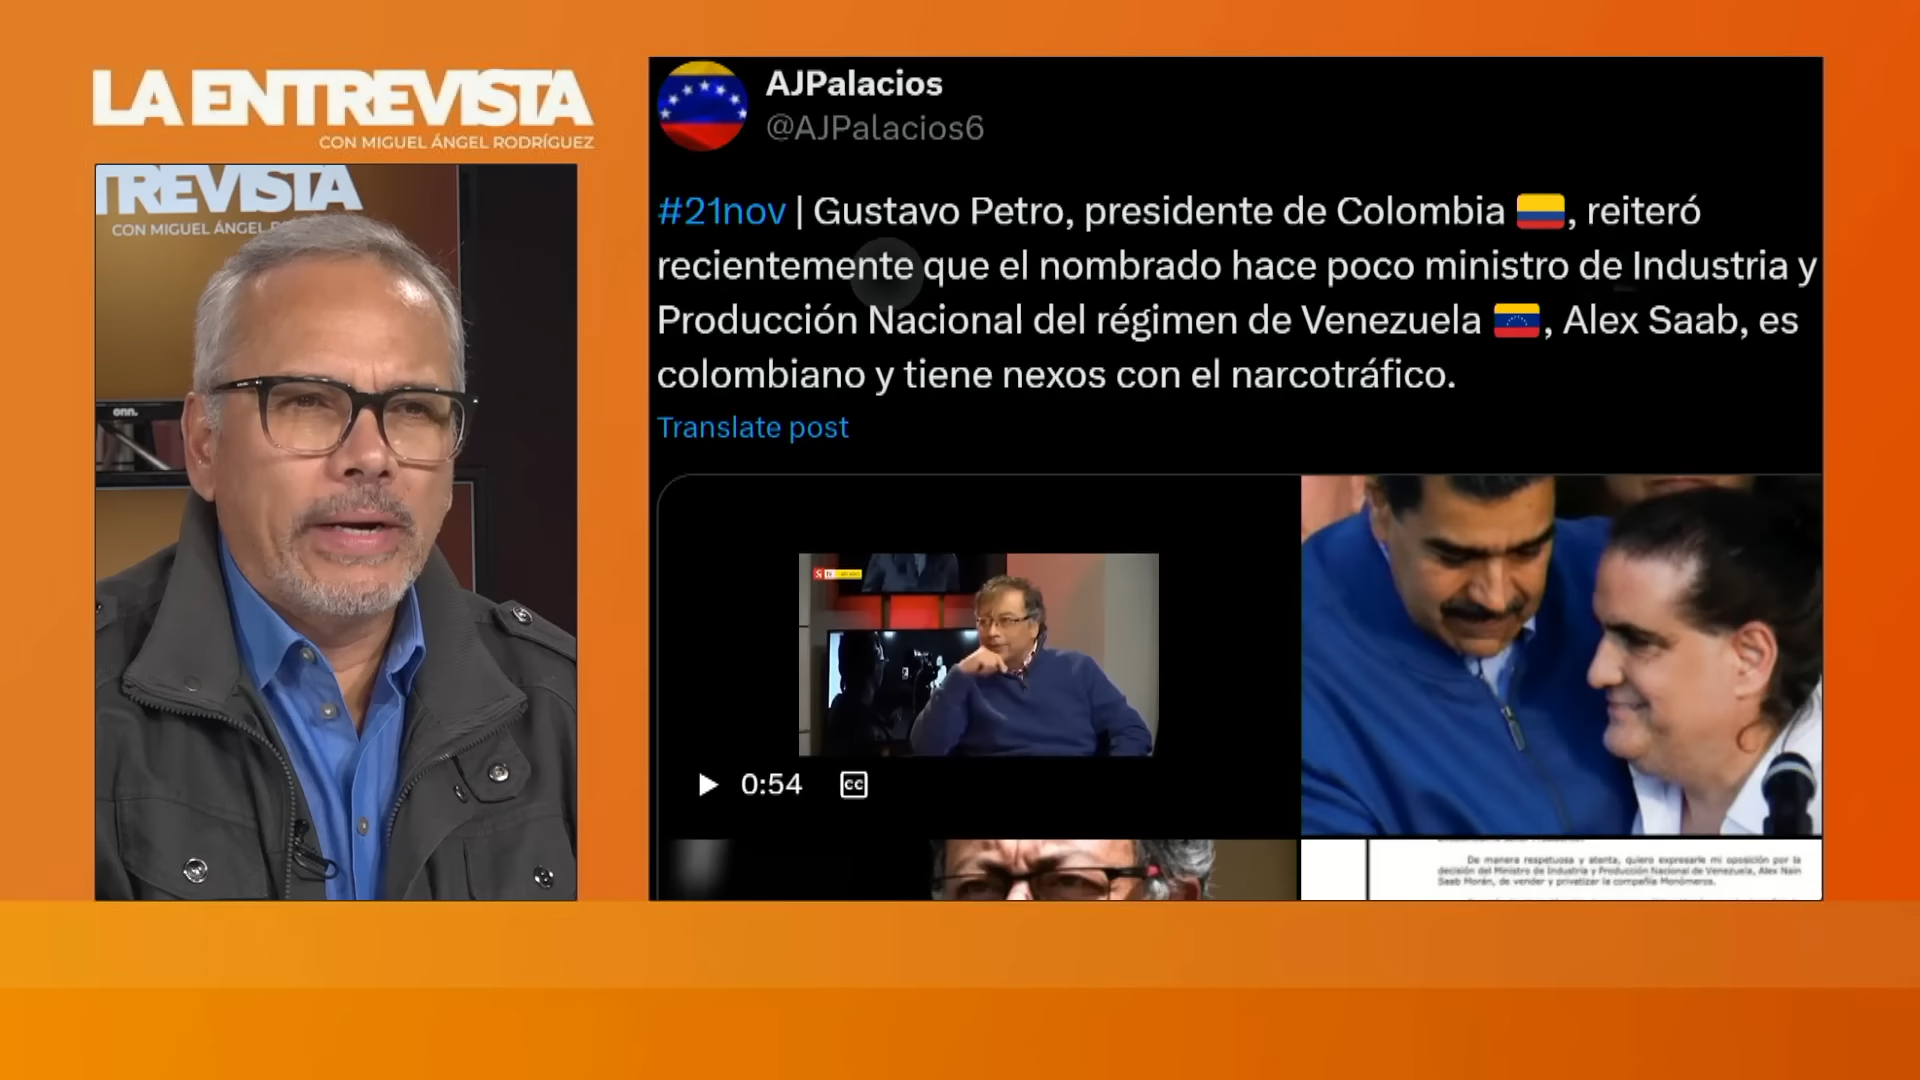 LA ENTREVISTA
CON MIGUEL ÁNGEL RODRÍGUEZ
TREVISTA
CON MIGUEL ÁNGEL
onn.
AJPalacios
@AJPalacios6
#21nov | Gustavo Petro, presidente de Colombia 🇨🇴, reiteró
recientemente que el nombrado hace poco ministro de Industria y
Producción Nacional del régimen de Venezuela 🇻🇪, Alex Saab, es
colombiano y tiene nexos con el narcotráfico.
Translate post
0:54
CC
De manera respetuosa y atenta, quiero expresarle mi oposición por la
decisión del Ministro de Industria y Producción Nacional de Venezuela, Alex Nain
Saab Morán, de vender y privatizar la compañía Monómeros.